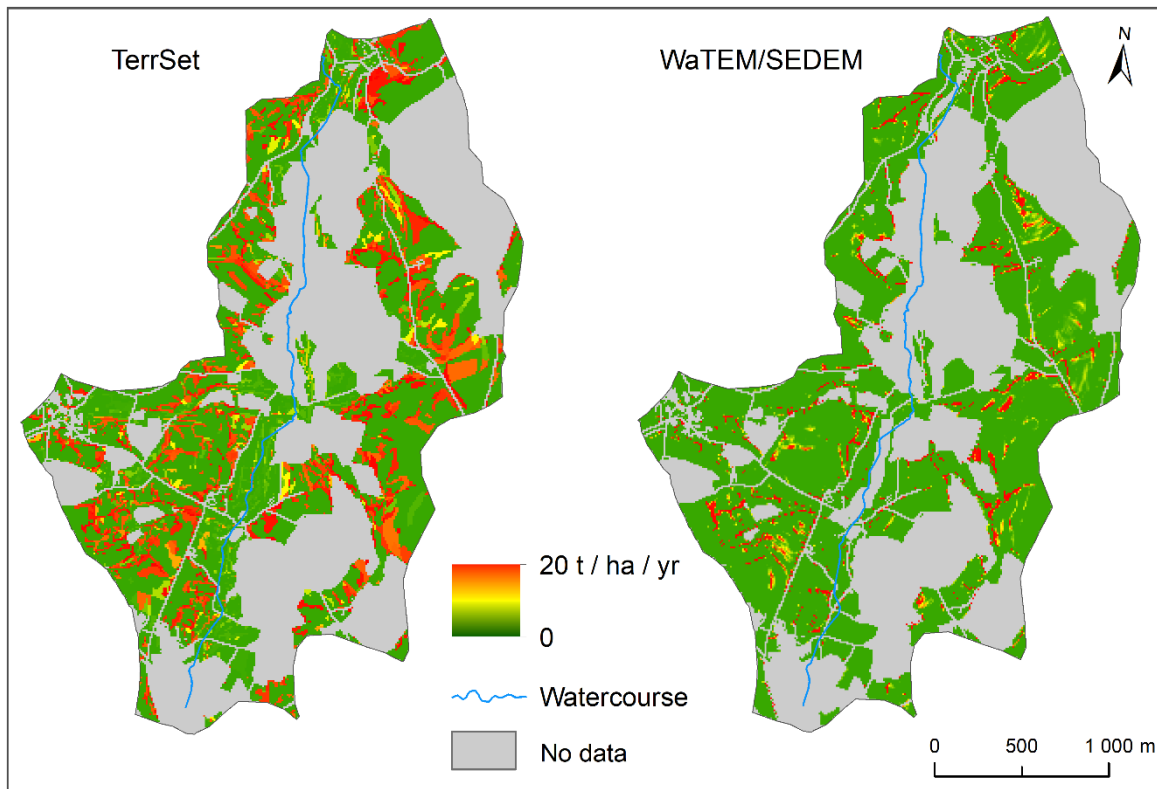 TerrSet
WaTEM/SEDEM
N
20 t / ha / yr
0
Watercourse
No data
0 500 1 000 m